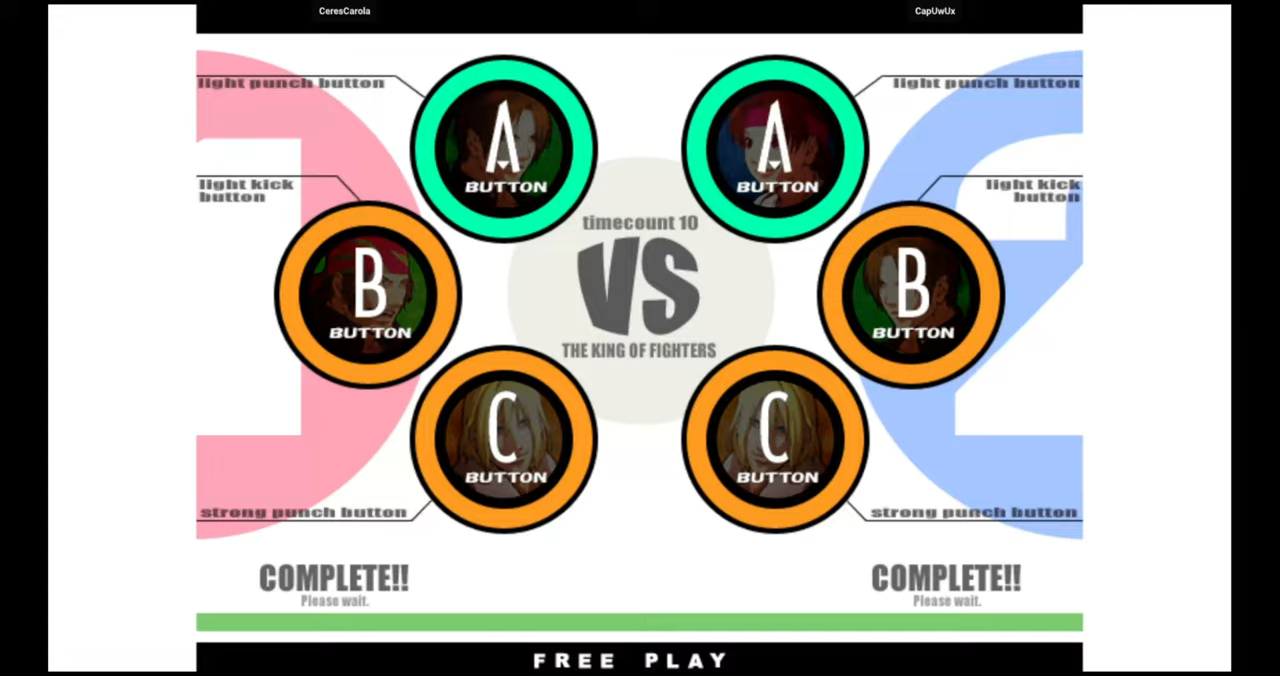 CeresCarola
CapUwUx
light punch button
light punch button
A
BUTTON
A
BUTTON
light kick
button
light kick
button
timecount 10
VS
THE KING OF FIGHTERS
B
BUTTON
B
BUTTON
C
BUTTON
C
BUTTON
strong punch button
strong punch button
COMPLETE!!
Please wait.
COMPLETE!!
Please wait.
FREE PLAY
1
2